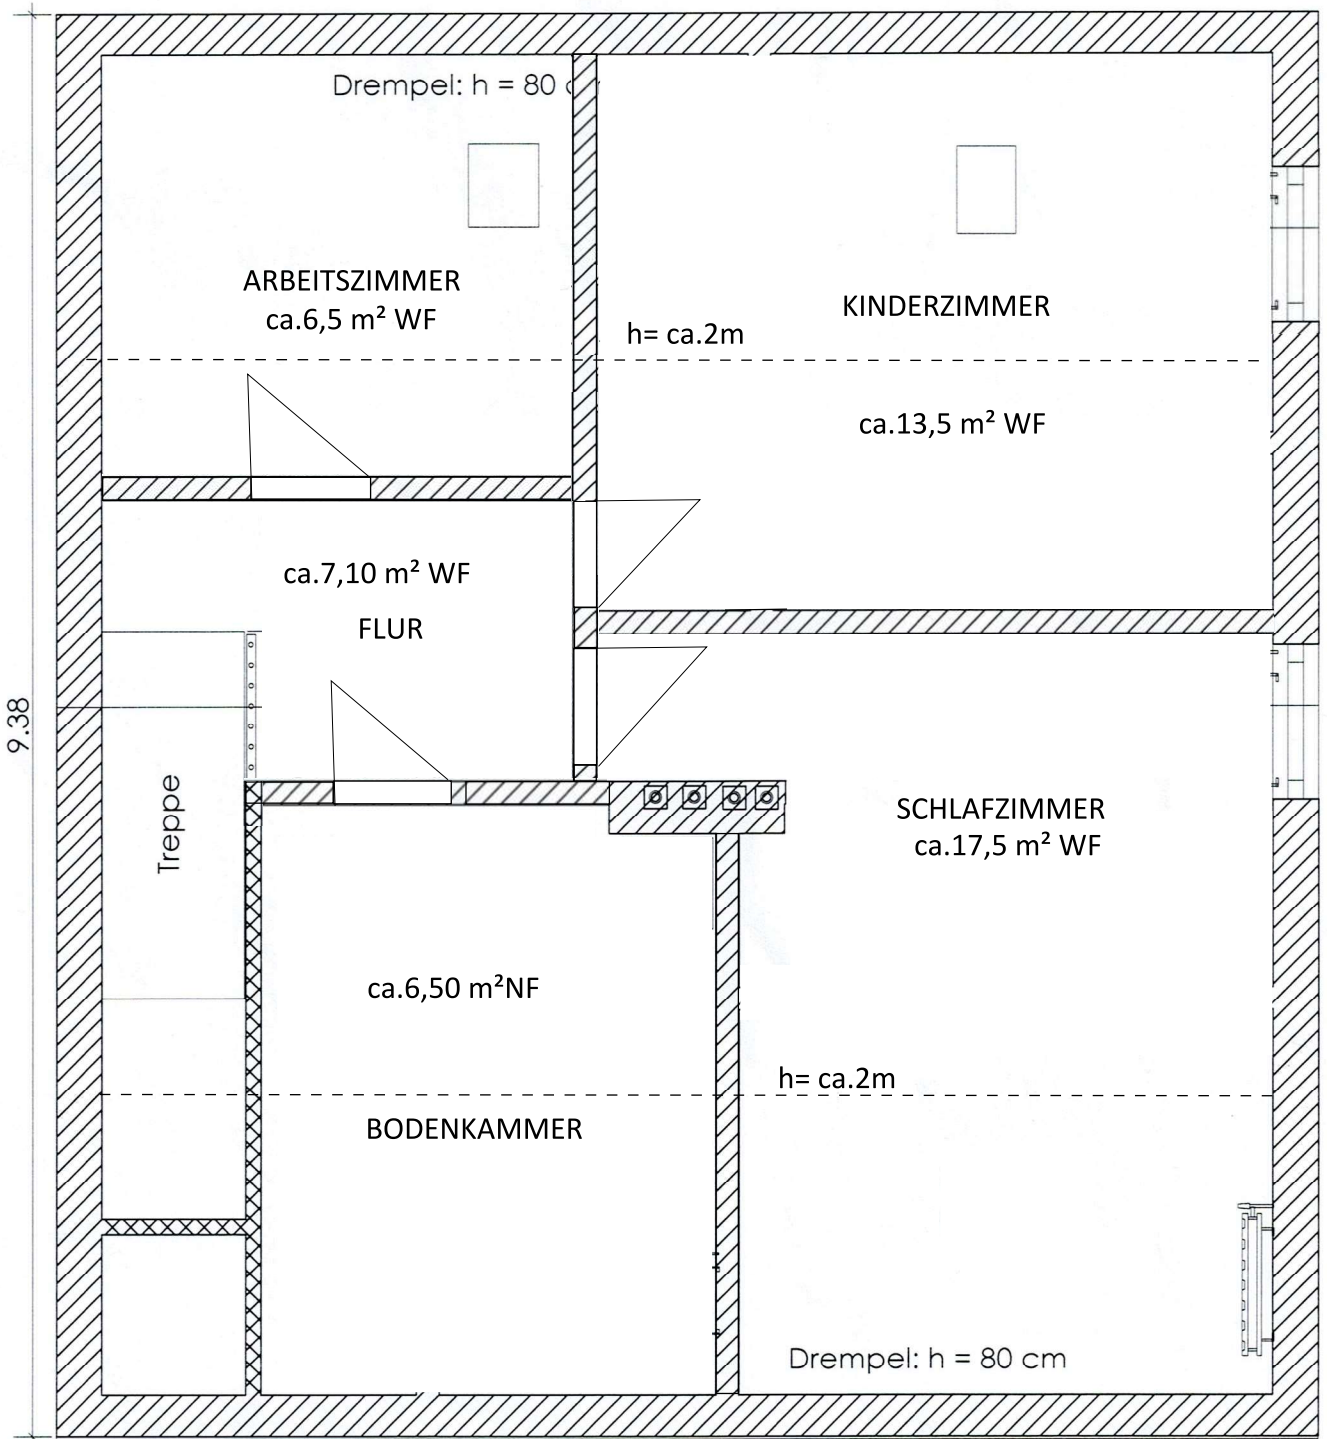 Drempel: h = 80
ARBEITSZIMMER
ca.6,5 m² WF
KINDERZIMMER
h= ca.2m
ca.13,5 m² WF
ca.7,10 m² WF
FLUR
9.38
Treppe
SCHLAFZIMMER
ca.17,5 m² WF
ca.6,50 m²NF
h= ca.2m
BODENKAMMER
Drempel: h = 80 cm